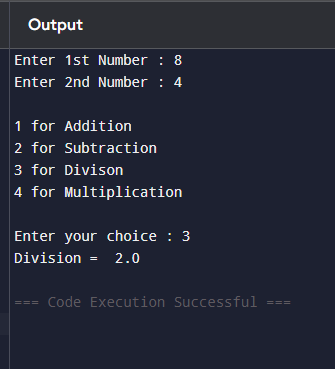 Output
Enter 1st Number : 8
Enter 2nd Number : 4
1 for Addition
2 for Subtraction
3 for Divison
4 for Multiplication
Enter your choice : 3
Division =  2.0
=== Code Execution Successful ===